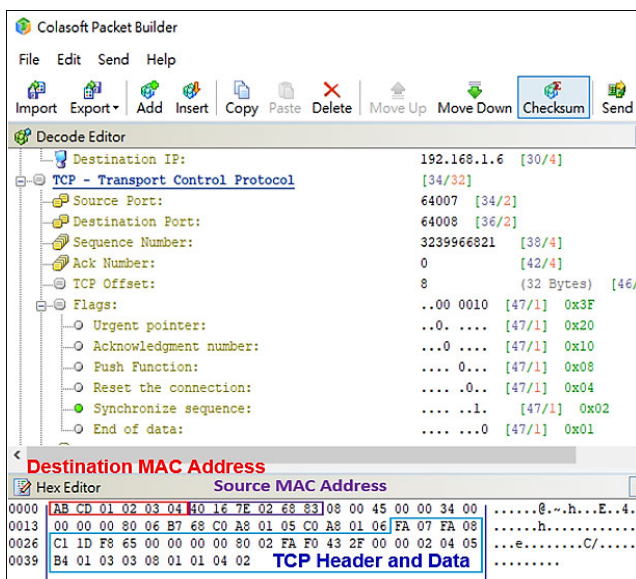 Colasoft Packet Builder
File Edit Send Help
Import Export Add Insert Copy Paste Delete Move Up Move Down Checksum Send
Decode Editor
Destination IP: 192.168.1.6 [30/4]
TCP - Transport Control Protocol [34/32]
Source Port: 64007 [34/2]
Destination Port: 64008 [36/2]
Sequence Number: 3239966821 [38/4]
Ack Number: 0 [42/4]
TCP Offset: 8 (32 Bytes) [46/
Flags: ..00 0010 [47/1] 0x3F
Urgent pointer: ..0. .... [47/1] 0x20
Acknowledgment number: ...0 .... [47/1] 0x10
Push Function: .... 0... [47/1] 0x08
Reset the connection: .... .0.. [47/1] 0x04
Synchronize sequence: .... ..1. [47/1] 0x02
End of data: .... ...0 [47/1] 0x01
Destination MAC Address
Hex Editor Source MAC Address
0000 AB CD 01 02 03 04 40 16 7E 02 68 83 08 00 45 00 00 34 00 ......@.~.h...E..4.
0013 00 00 00 80 06 B7 68 C0 A8 01 05 C0 A8 01 06 FA 07 FA 08 ......h............
0026 C1 1D F8 65 00 00 00 00 80 02 FA F0 43 2F 00 00 02 04 05 ...e........C/.....
0039 B4 01 03 03 08 01 01 04 02 TCP Header and Data .........